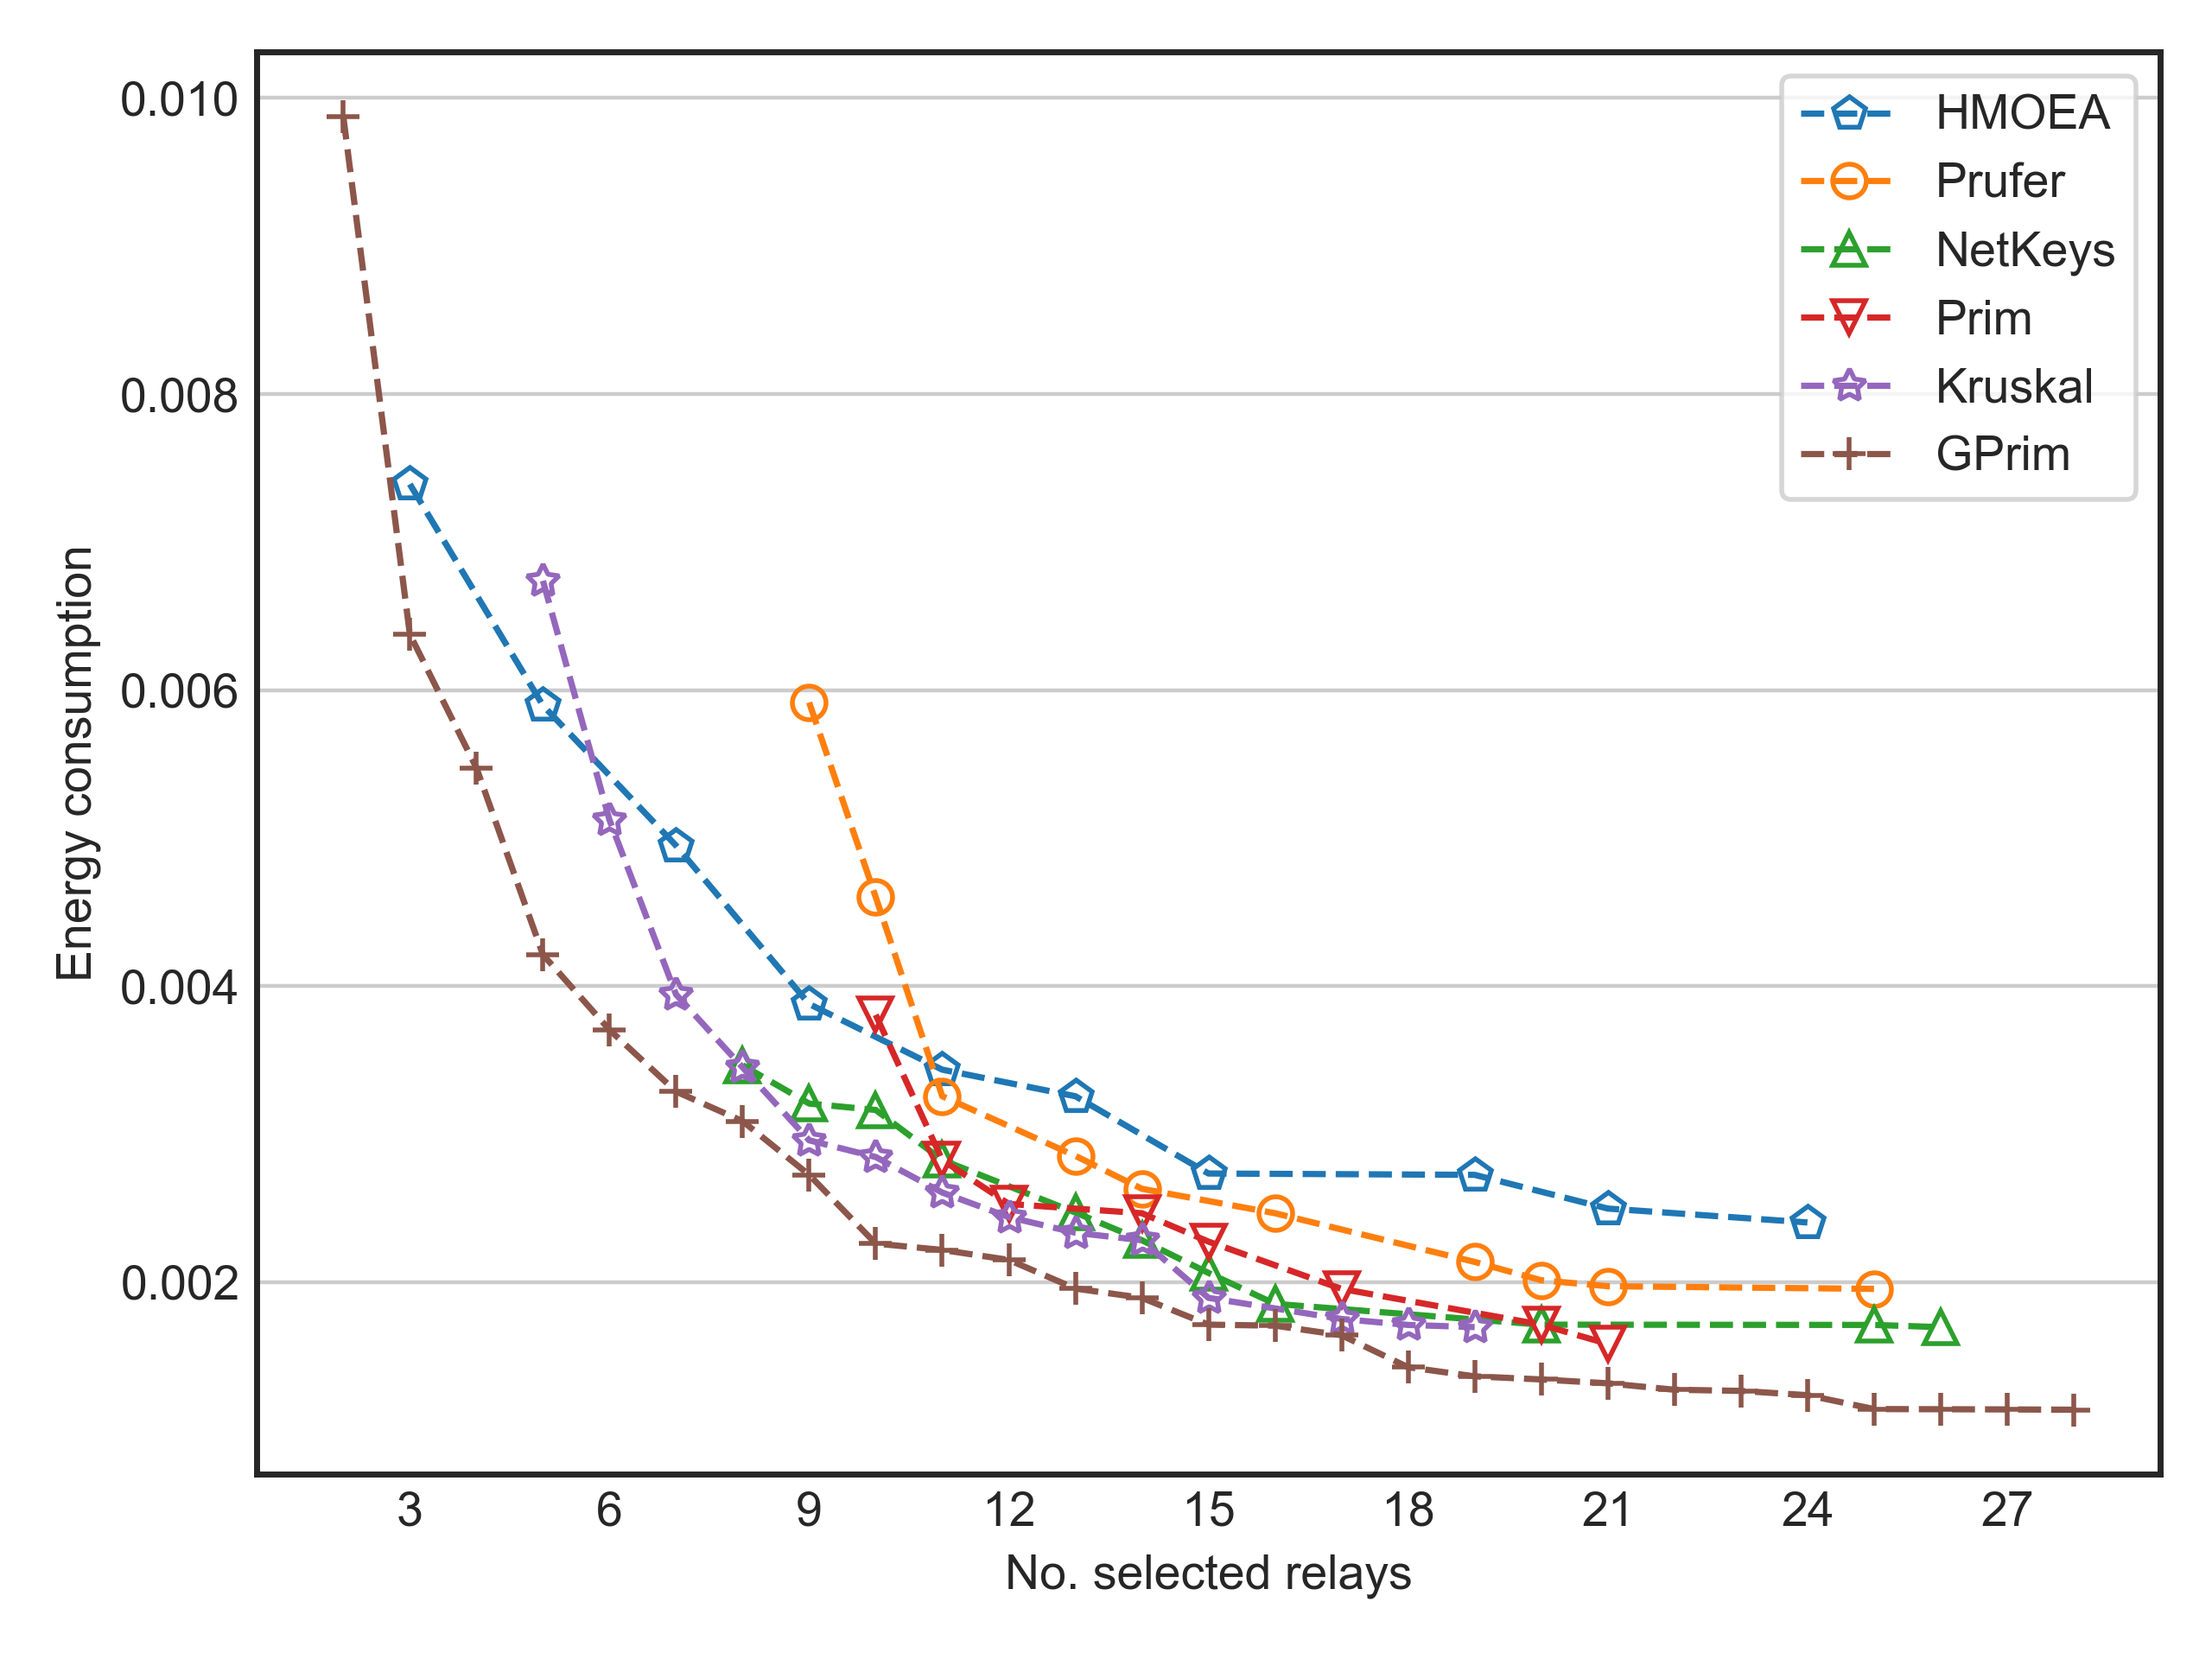 0.010
0.008
0.006
0.004
0.002
Energy consumption
HMOEA
Prufer
NetKeys
Prim
Kruskal
GPrim
3 6 9 12 15 18 21 24 27
No. selected relays